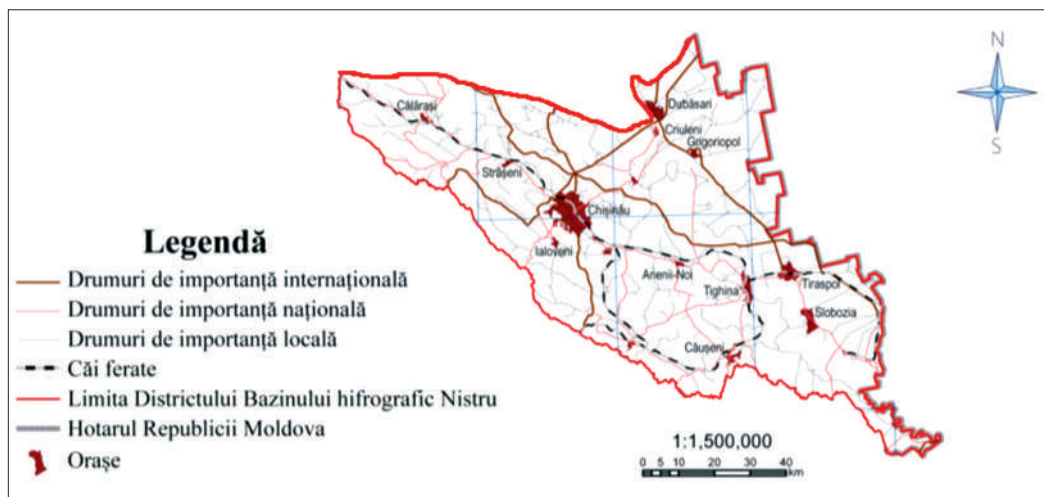 N
S
Călărași
Dubăsari
Criuleni
Grigoriopol
Strășeni
Chișinău
Ialoveni
Anenii-Noi
Tighina
Tiraspol
Slobozia
Căușeni
Legendă
Drumuri de importanță internațională
Drumuri de importanță națională
Drumuri de importanță locală
Căi ferate
Limita Districtului Bazinului hifrografic Nistru
Hotarul Republicii Moldova
Orașe
1:1,500,000
0 5 10 20 30 40
km